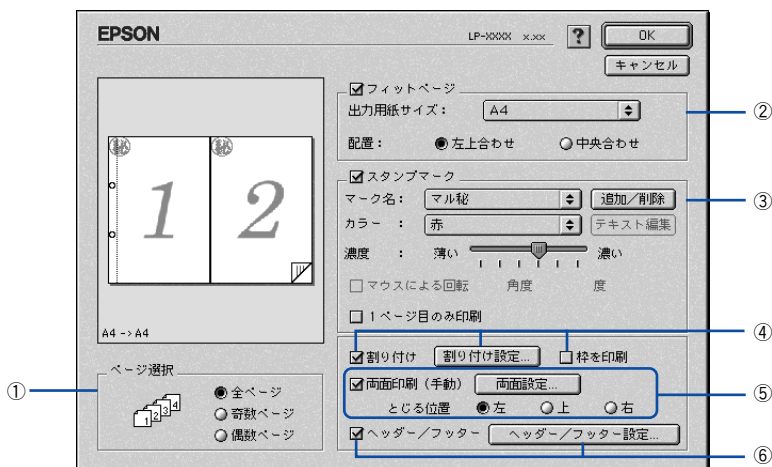 EPSON
LP-XXXX x.xx
?
OK
キャンセル
㊙
㊙
1
2
A4 -> A4
ページ選択
1 2 3 4
全ページ
奇数ページ
偶数ページ
フィットページ
出力用紙サイズ： A4
配置： 左上合わせ 中央合わせ
スタンプマーク
マーク名： マル秘 追加／削除
カラー ： 赤 テキスト編集
濃度 ： 薄い 濃い
マウスによる回転 角度 度
1ページ目のみ印刷
割り付け 割り付け設定... 枠を印刷
両面印刷（手動） 両面設定...
とじる位置 左 上 右
ヘッダー／フッター ヘッダー／フッター設定...
①
②
③
④
⑤
⑥